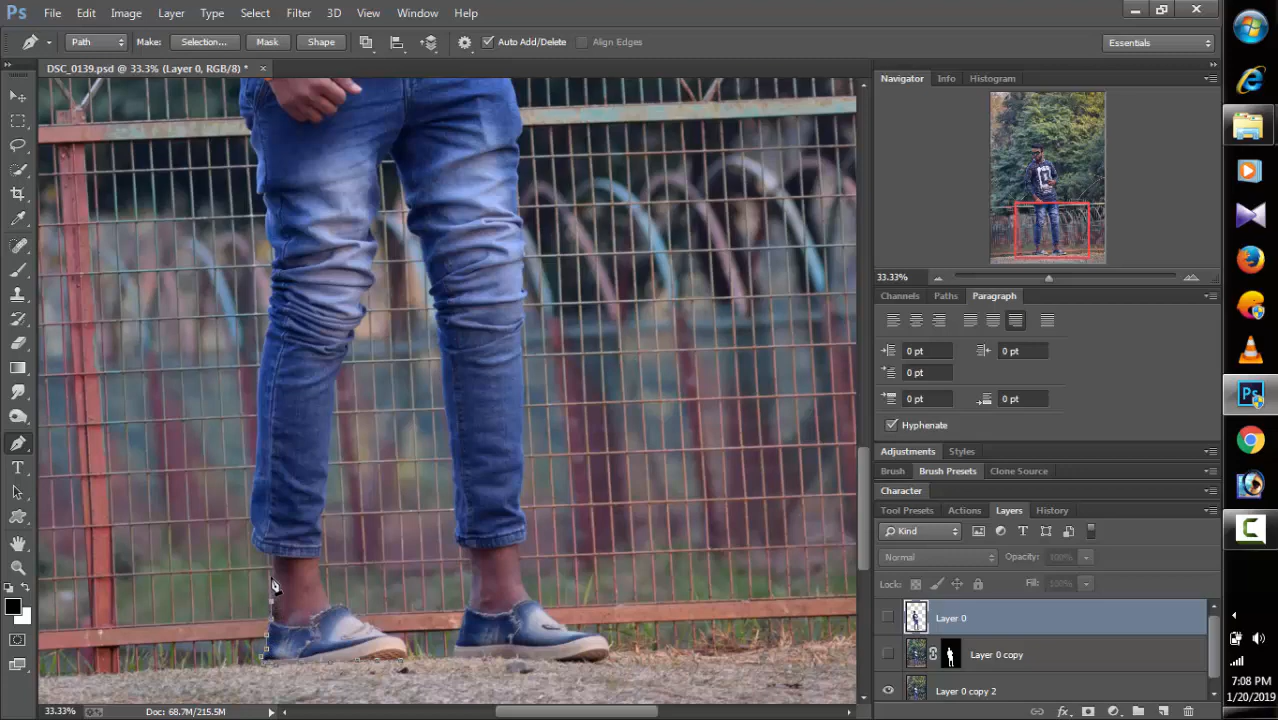 Ps File Edit Image Layer Type Select Filter 3D View Window Help
Path Make: Selection... Mask Shape Auto Add/Delete Align Edges Essentials
DSC_0139.psd @ 33.3% (Layer 0, RGB/8) * ×
Navigator Info Histogram
33.33%
Channels Paths Paragraph
0 pt 0 pt
0 pt
0 pt 0 pt
Hyphenate
Adjustments Styles
Brush Brush Presets Clone Source
Character
Tool Presets Actions Layers History
Kind
Normal Opacity: 100%
Lock: Fill: 100%
Layer 0
Layer 0 copy
Layer 0 copy 2
33.33% Doc: 68.7M/215.5M
7:08 PM
1/20/2019